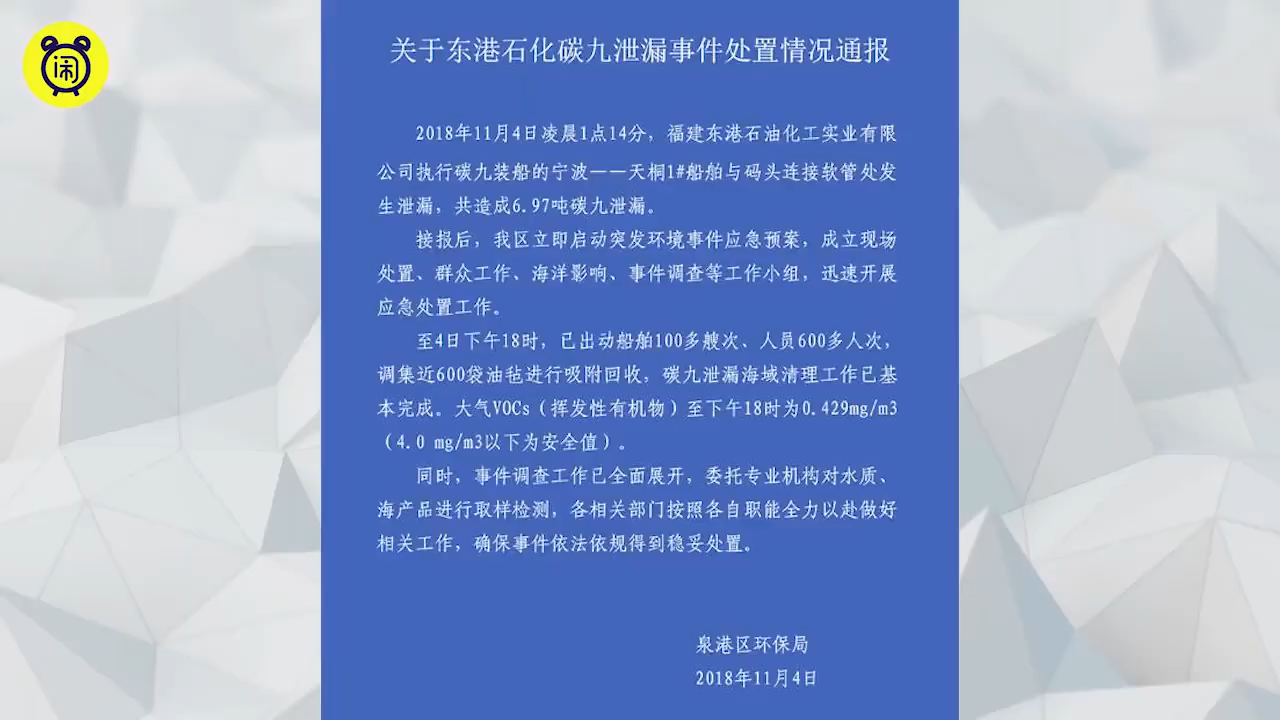 闹
关于东港石化碳九泄漏事件处置情况通报
2018年11月4日凌晨1点14分，福建东港石油化工实业有限
公司执行碳九装船的宁波——天桐1#船舶与码头连接软管处发
生泄漏，共造成6.97吨碳九泄漏。
接报后，我区立即启动突发环境事件应急预案，成立现场
处置、群众工作、海洋影响、事件调查等工作小组，迅速开展
应急处置工作。
至4日下午18时，已出动船舶100多艘次、人员600多人次，
调集近600袋油毡进行吸附回收，碳九泄漏海域清理工作已基
本完成。大气VOCs（挥发性有机物）至下午18时为0.429mg/m3
（4.0 mg/m3以下为安全值）。
同时，事件调查工作已全面展开，委托专业机构对水质、
海产品进行取样检测，各相关部门按照各自职能全力以赴做好
相关工作，确保事件依法依规得到稳妥处置。
泉港区环保局
2018年11月4日